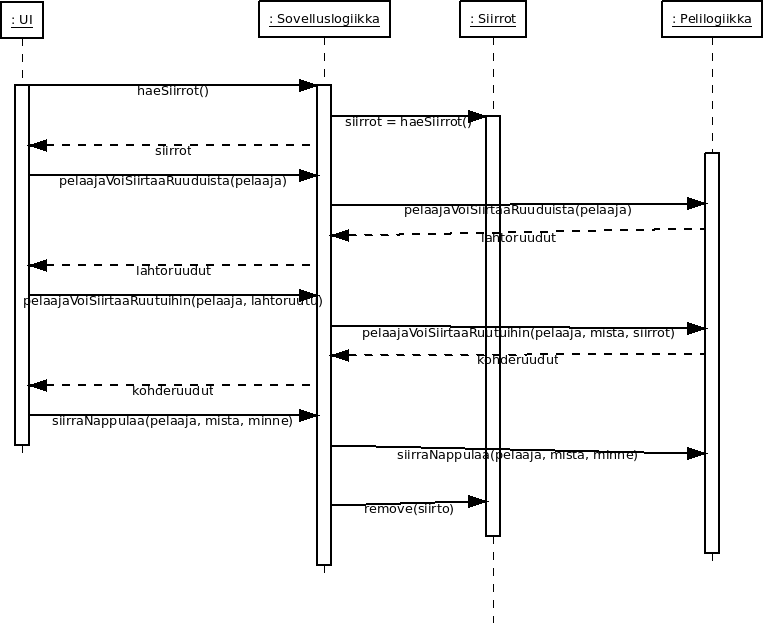 : UI
: Sovelluslogiikka
: Siirrot
: Pelilogiikka
haeSiirrot()
siirrot = haeSiirrot()
siirrot
pelaajaVoiSiirtaaRuuduista(pelaaja)
pelaajaVoiSiirtaaRuuduista(pelaaja)
lahtoruudut
lahtoruudut
pelaajaVoiSiirtaaRuutuihin(pelaaja, lahtoruutu)
pelaajaVoiSiirtaaRuutuihin(pelaaja, mista, siirrot)
kohderuudut
kohderuudut
siirraNappulaa(pelaaja, mista, minne)
siirraNappulaa(pelaaja, mista, minne)
remove(siirto)